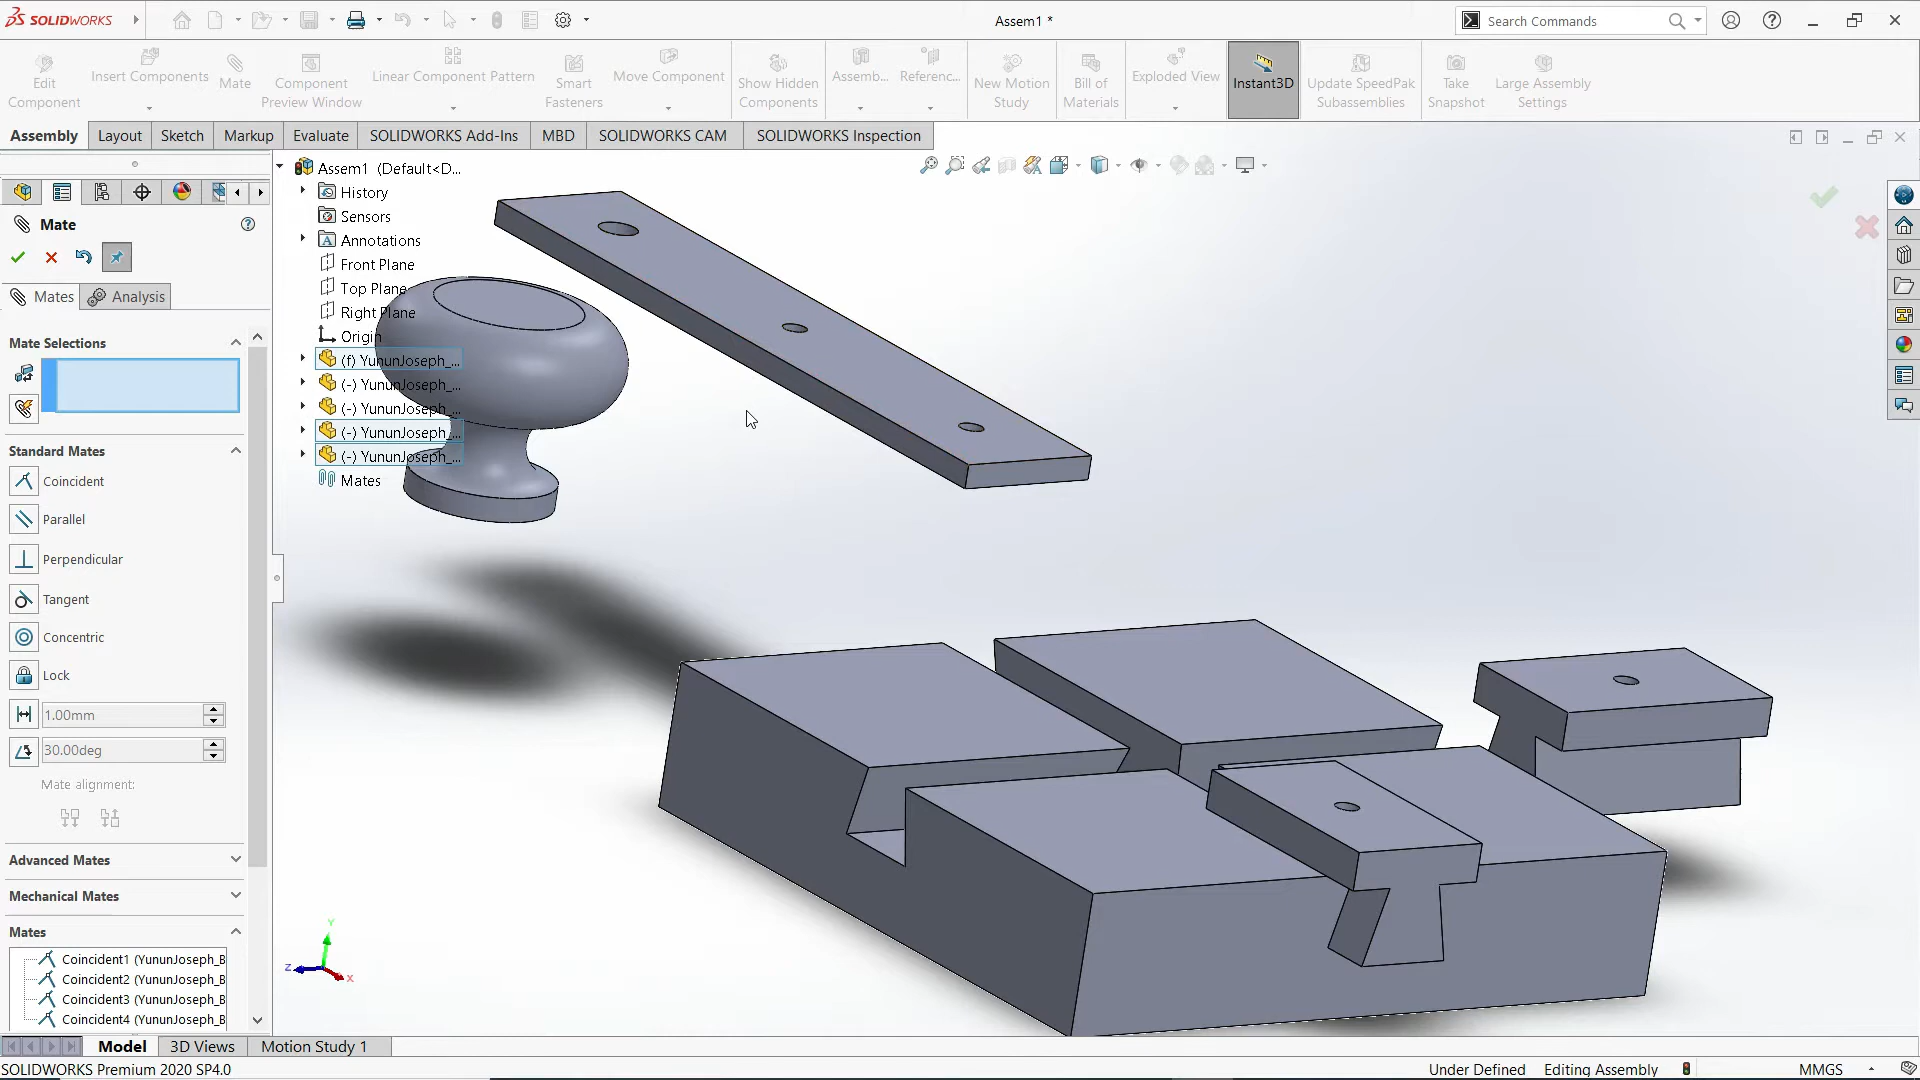 SOLIDWORKS
Assem1 *
Search Commands
Edit Component
Insert Components
Mate
Component Preview Window
Linear Component Pattern
Smart Fasteners
Move Component
Show Hidden Components
Assemb...
Referenc...
New Motion Study
Bill of Materials
Exploded View
Instant3D
Update SpeedPak Subassemblies
Take Snapshot
Large Assembly Settings
Assembly
Layout
Sketch
Markup
Evaluate
SOLIDWORKS Add-Ins
MBD
SOLIDWORKS CAM
SOLIDWORKS Inspection
Assem1 (Default<D...
History
Sensors
Annotations
Front Plane
Top Plane
Right Plane
Origin
(f) YununJoseph_...
(-) YununJoseph_...
(-) YununJoseph_...
(-) YununJoseph_...
(-) YununJoseph_...
Mates
Mate
Mates
Analysis
Mate Selections
Standard Mates
Coincident
Parallel
Perpendicular
Tangent
Concentric
Lock
1.00mm
30.00deg
Mate alignment:
Advanced Mates
Mechanical Mates
Mates
Coincident1 (YununJoseph_B
Coincident2 (YununJoseph_B
Coincident3 (YununJoseph_B
Coincident4 (YununJoseph_B
Y
Z
X
Model
3D Views
Motion Study 1
SOLIDWORKS Premium 2020 SP4.0
Under Defined
Editing Assembly
MMGS